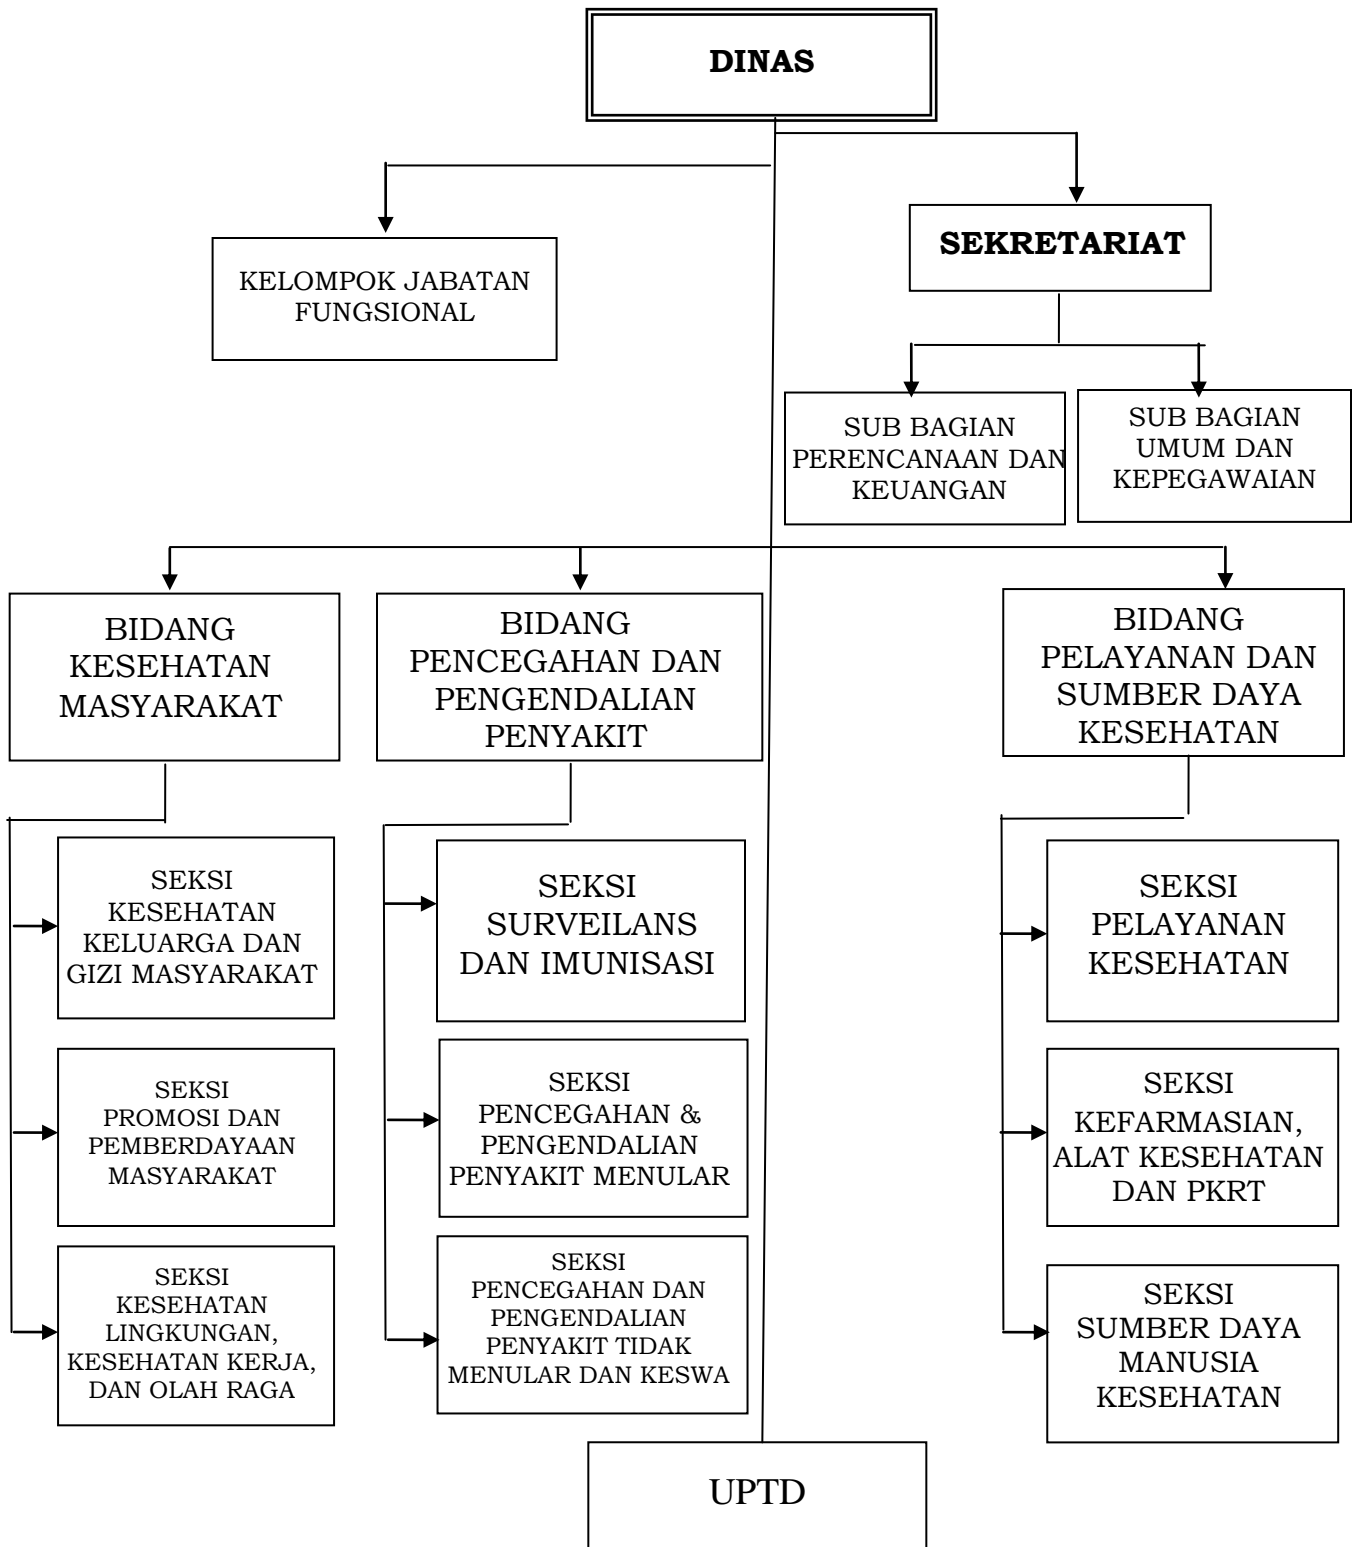 DINAS
SEKRETARIAT
KELOMPOK JABATAN
FUNGSIONAL
SUB BAGIAN
PERENCANAAN DAN
KEUANGAN
SUB BAGIAN
UMUM DAN
KEPEGAWAIAN
BIDANG
KESEHATAN
MASYARAKAT
BIDANG
PENCEGAHAN DAN
PENGENDALIAN
PENYAKIT
BIDANG
PELAYANAN DAN
SUMBER DAYA
KESEHATAN
SEKSI
KESEHATAN
KELUARGA DAN
GIZI MASYARAKAT
SEKSI
SURVEILANS
DAN IMUNISASI
SEKSI
PELAYANAN
KESEHATAN
SEKSI
PROMOSI DAN
PEMBERDAYAAN
MASYARAKAT
SEKSI
PENCEGAHAN &
PENGENDALIAN
PENYAKIT MENULAR
SEKSI
KEFARMASIAN,
ALAT KESEHATAN
DAN PKRT
SEKSI
KESEHATAN
LINGKUNGAN,
KESEHATAN KERJA,
DAN OLAH RAGA
SEKSI
PENCEGAHAN DAN
PENGENDALIAN
PENYAKIT TIDAK
MENULAR DAN KESWA
SEKSI
SUMBER DAYA
MANUSIA
KESEHATAN
UPTD